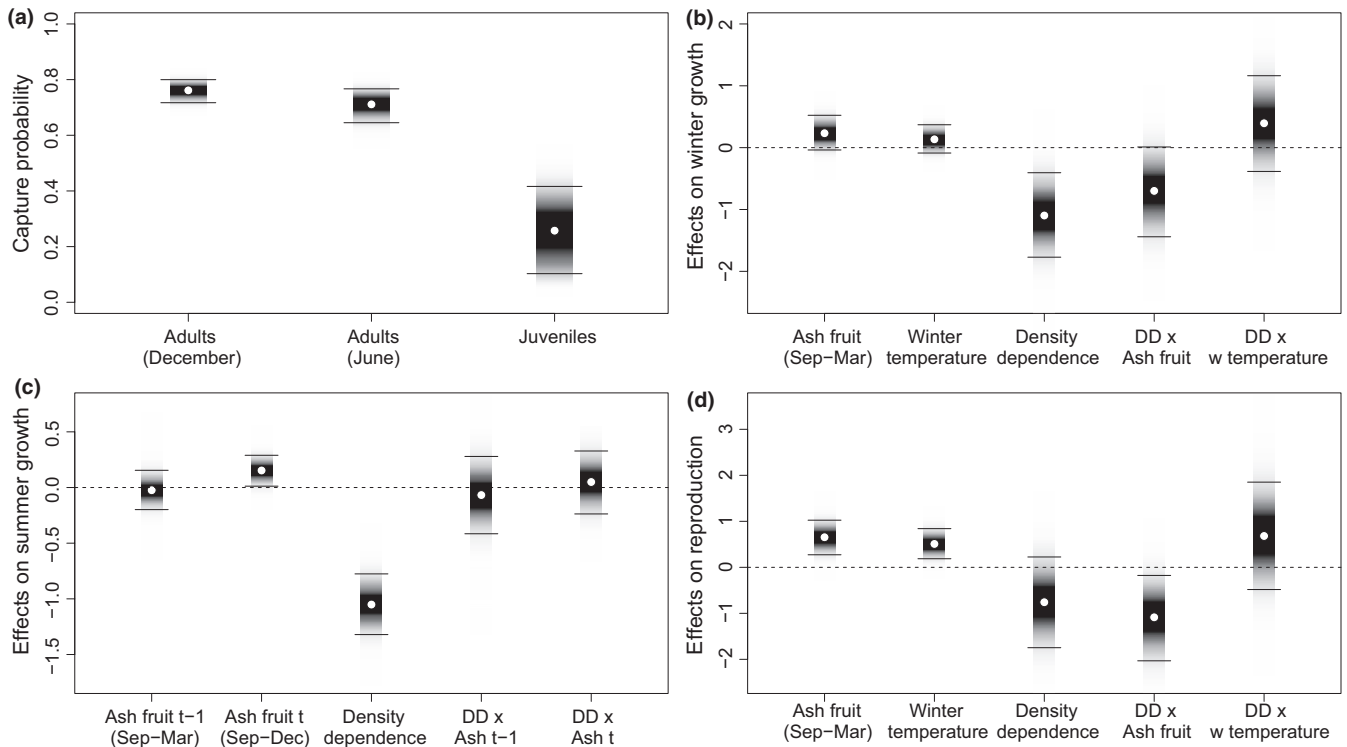 (a)
Capture probability
1.0
0.8
0.6
0.4
0.2
0.0
Adults
(December)
Adults
(June)
Juveniles
(b)
Effects on winter growth
2
1
0
−1
−2
Ash fruit
(Sep−Mar)
Winter
temperature
Density
dependence
DD x
Ash fruit
DD x
w temperature
(c)
Effects on summer growth
0.5
0.0
−0.5
−1.0
−1.5
Ash fruit t−1
(Sep−Mar)
Ash fruit t
(Sep−Dec)
Density
dependence
DD x
Ash t−1
DD x
Ash t
(d)
Effects on reproduction
3
2
1
0
−1
−2
Ash fruit
(Sep−Mar)
Winter
temperature
Density
dependence
DD x
Ash fruit
DD x
w temperature